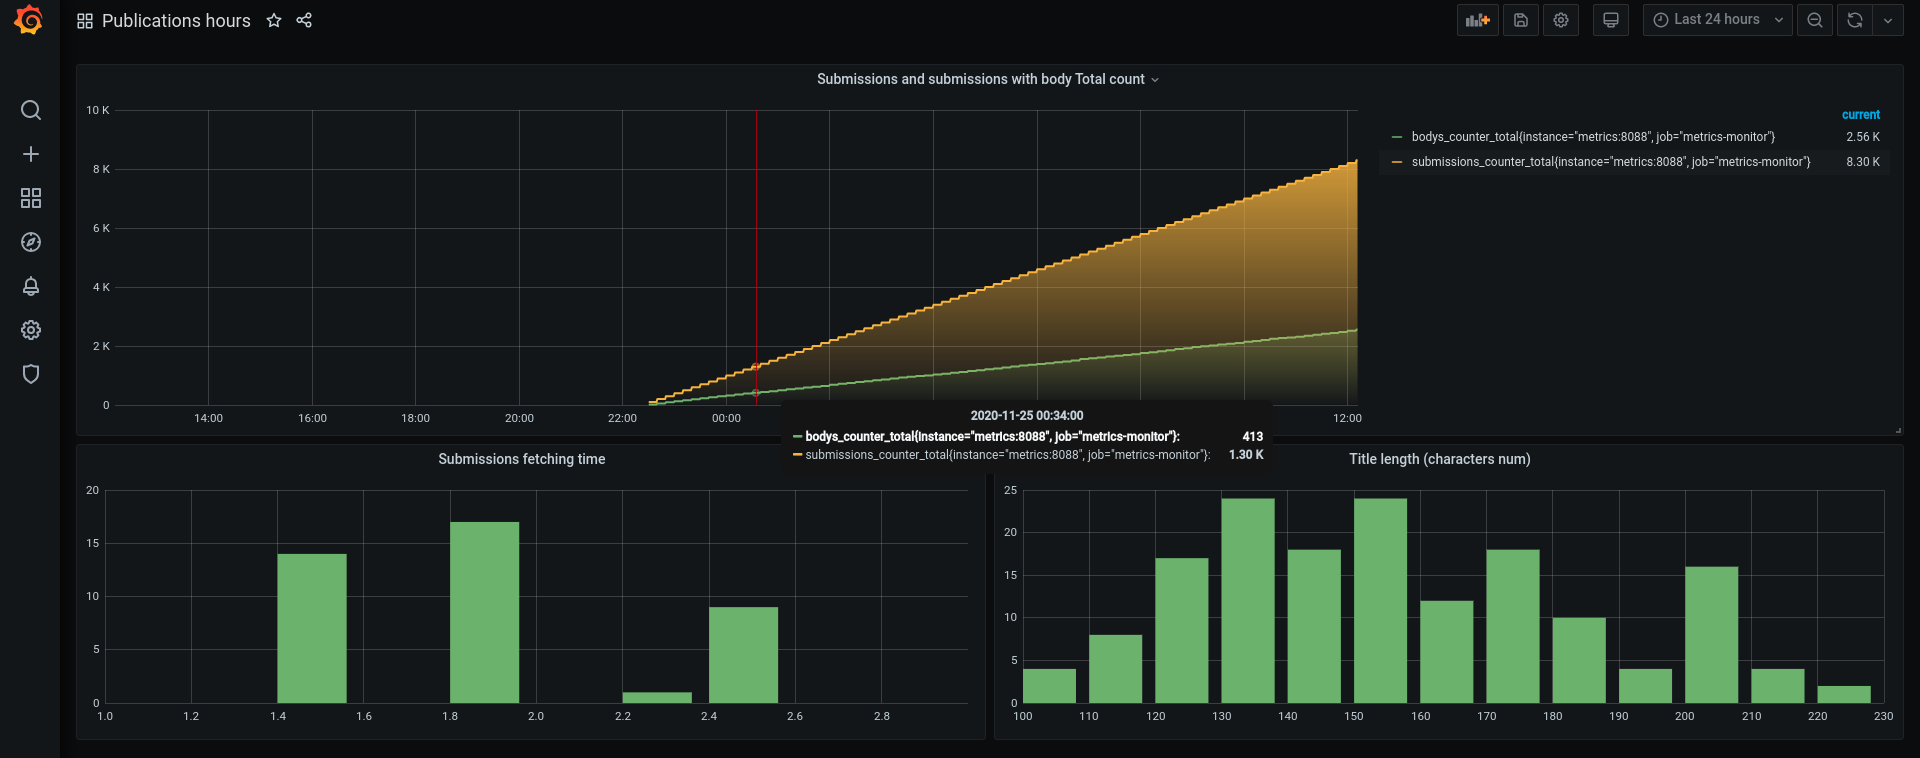 Publications hours
Last 24 hours
Submissions and submissions with body Total count
10 K
8 K
6 K
4 K
2 K
0
14:00 16:00 18:00 20:00 22:00 00:00 12:00
current
bodys_counter_total{instance="metrics:8088", job="metrics-monitor"} 2.56 K
submissions_counter_total{instance="metrics:8088", job="metrics-monitor"} 8.30 K
2020-11-25 00:34:00
bodys_counter_total{instance="metrics:8088", job="metrics-monitor"}: 413
submissions_counter_total{instance="metrics:8088", job="metrics-monitor"}: 1.30 K
Submissions fetching time
20
15
10
5
0
1.0 1.2 1.4 1.6 1.8 2.0 2.2 2.4 2.6 2.8
Title length (characters num)
25
20
15
10
5
0
100 110 120 130 140 150 160 170 180 190 200 210 220 230